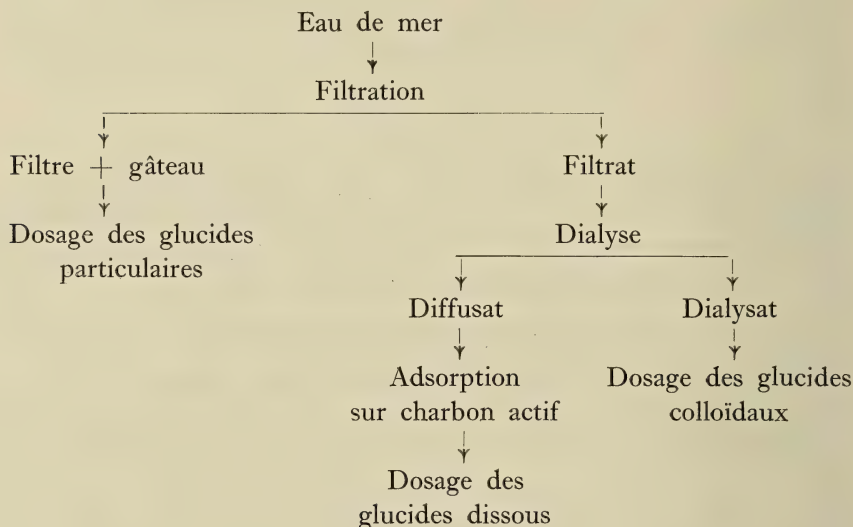 Eau de mer
Filtration
Filtre + gâteau
Filtrat
Dosage des glucides
particulaires
Dialyse
Diffusat
Dialysat
Adsorption
sur charbon actif
Dosage des glucides
colloïdaux
Dosage des
glucides dissous